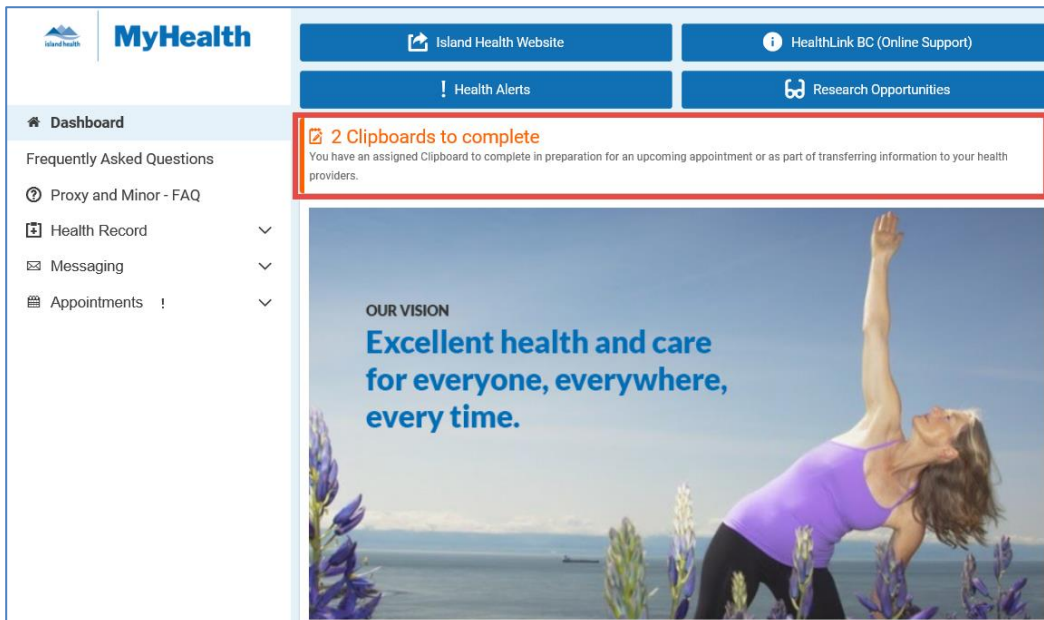 island health
MyHealth
Island Health Website
HealthLink BC (Online Support)
! Health Alerts
Research Opportunities
Dashboard
Frequently Asked Questions
Proxy and Minor - FAQ
Health Record
Messaging
Appointments !
2 Clipboards to complete
You have an assigned Clipboard to complete in preparation for an upcoming appointment or as part of transferring information to your health
providers.
OUR VISION
Excellent health and care
for everyone, everywhere,
every time.